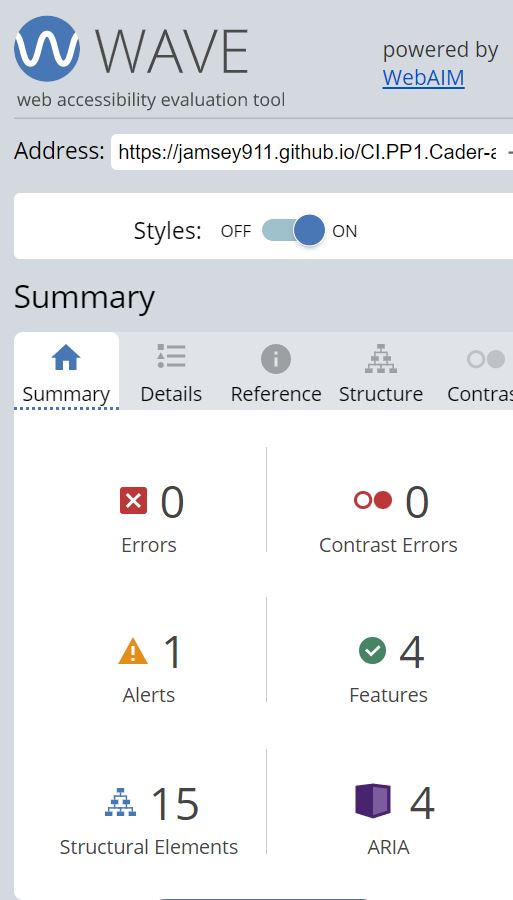 WAVE
web accessibility evaluation tool
powered by
WebAIM
Address: https://jamsey911.github.io/CI.PP1.Cader-a
Styles: OFF ON
Summary
Summary Details Reference Structure Contras
0
Errors
0
Contrast Errors
1
Alerts
4
Features
15
Structural Elements
4
ARIA